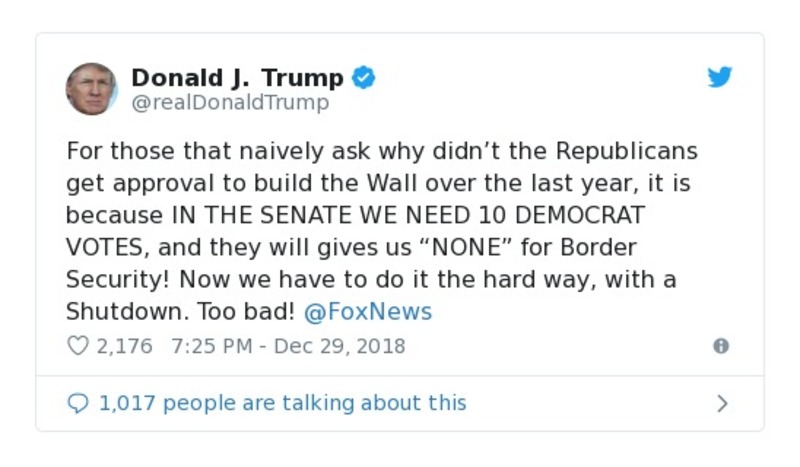 Donald J. Trump
@realDonaldTrump
For those that naively ask why didn’t the Republicans
get approval to build the Wall over the last year, it is
because IN THE SENATE WE NEED 10 DEMOCRAT
VOTES, and they will gives us “NONE” for Border
Security! Now we have to do it the hard way, with a
Shutdown. Too bad! @FoxNews
2,176 7:25 PM - Dec 29, 2018
1,017 people are talking about this